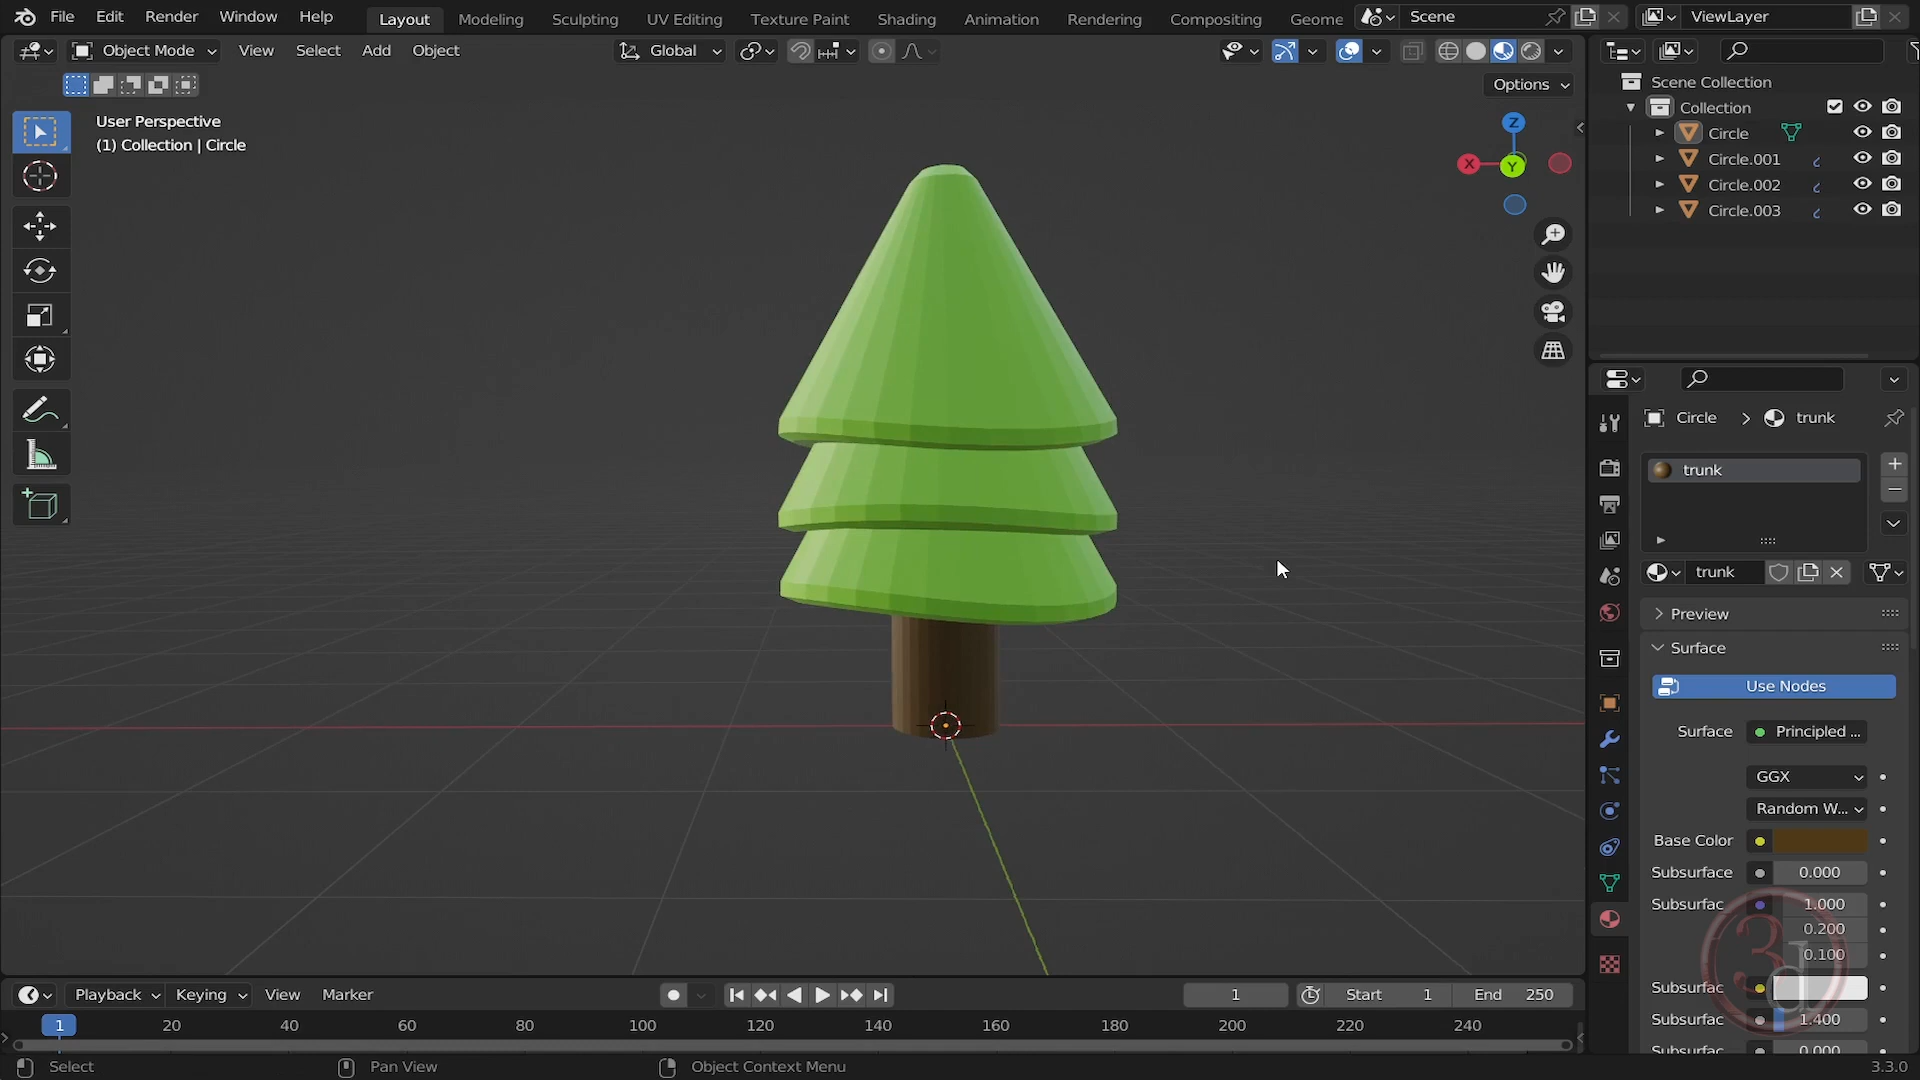 File Edit Render Window Help Layout Modeling Sculpting UV Editing Texture Paint Shading Animation Rendering Compositing Geome Scene ViewLayer
Object Mode View Select Add Object Global
Options
User Perspective
(1) Collection | Circle
Z
X
Y
Scene Collection
Collection
Circle
Circle.001
Circle.002
Circle.003
Circle > trunk
trunk
trunk
Preview
Surface
Use Nodes
Surface Principled ...
GGX
Random W...
Base Color
Subsurface 0.000
Subsurfac 1.000
0.200
0.100
Subsurfac
Subsurfac 1.400
Subsurfac 0.000
3d
Playback Keying View Marker 1 Start 1 End 250
1 20 40 60 80 100 120 140 160 180 200 220 240
Select Pan View Object Context Menu 3.3.0